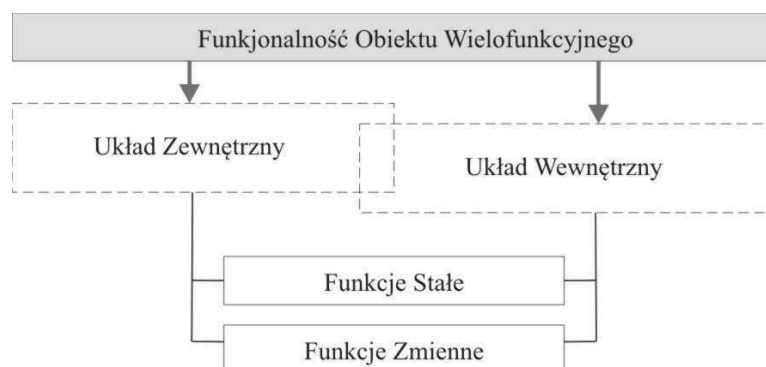 Funkjonalność Obiektu Wielofunkcyjnego
Układ Zewnętrzny
Układ Wewnętrzny
Funkcje Stałe
Funkcje Zmienne